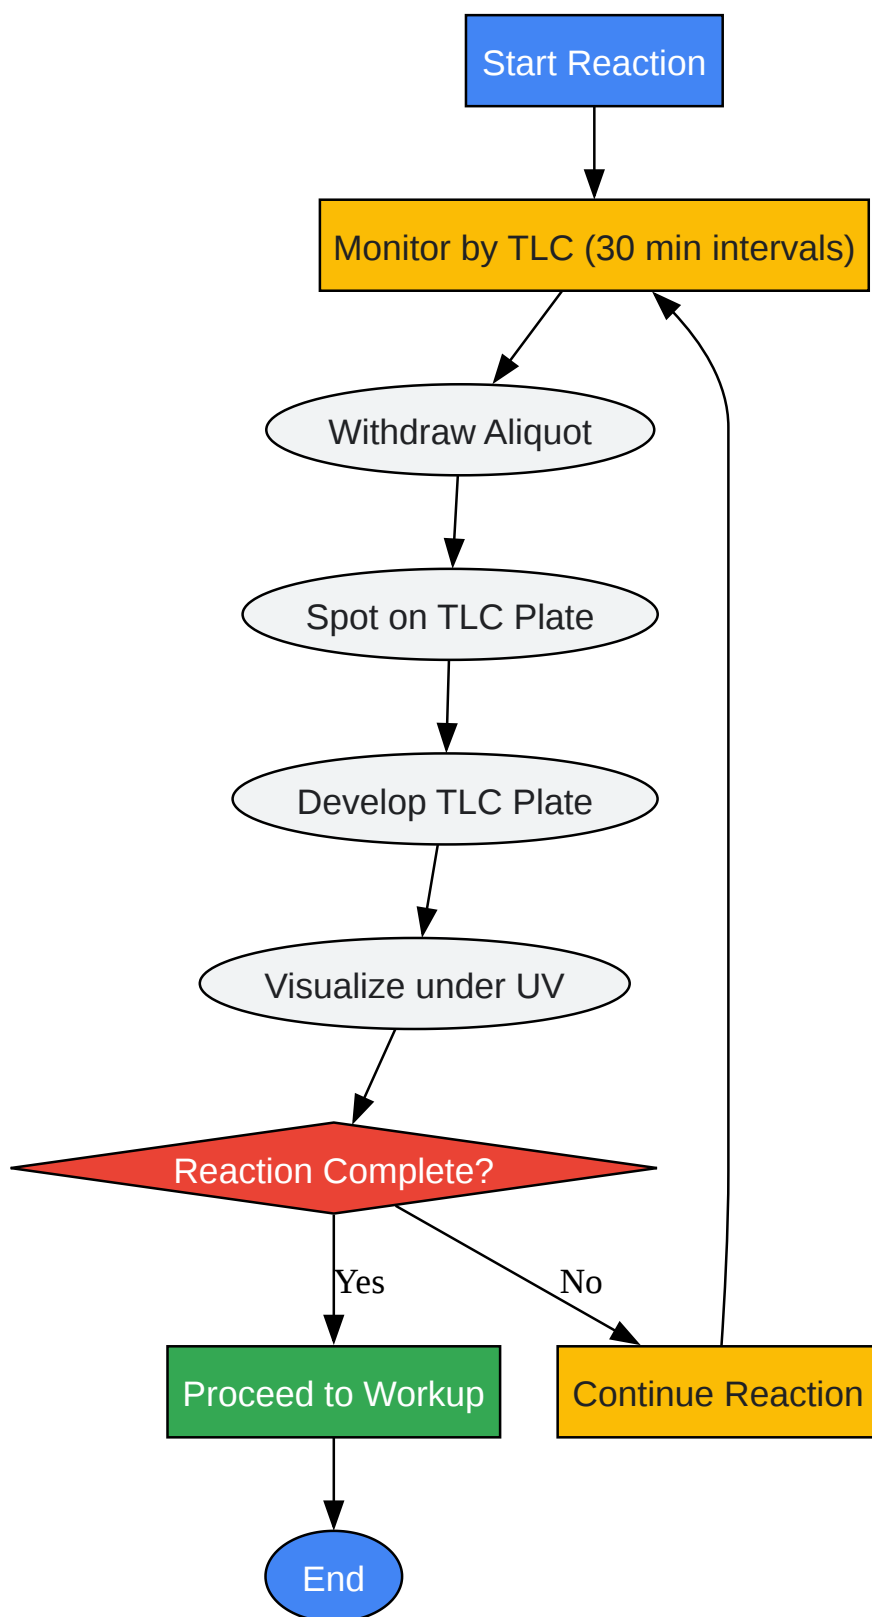 Start Reaction
Monitor by TLC (30 min intervals)
Withdraw Aliquot
Spot on TLC Plate
Develop TLC Plate
Visualize under UV
Reaction Complete?
Yes
No
Proceed to Workup
Continue Reaction
End